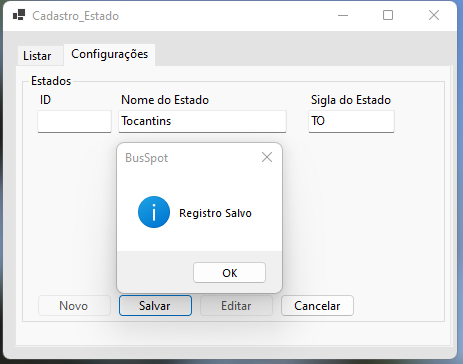 Cadastro_Estado
Listar Configurações
Estados
ID Nome do Estado Sigla do Estado
Tocantins TO
BusSpot
Registro Salvo
OK
Novo Salvar Editar Cancelar